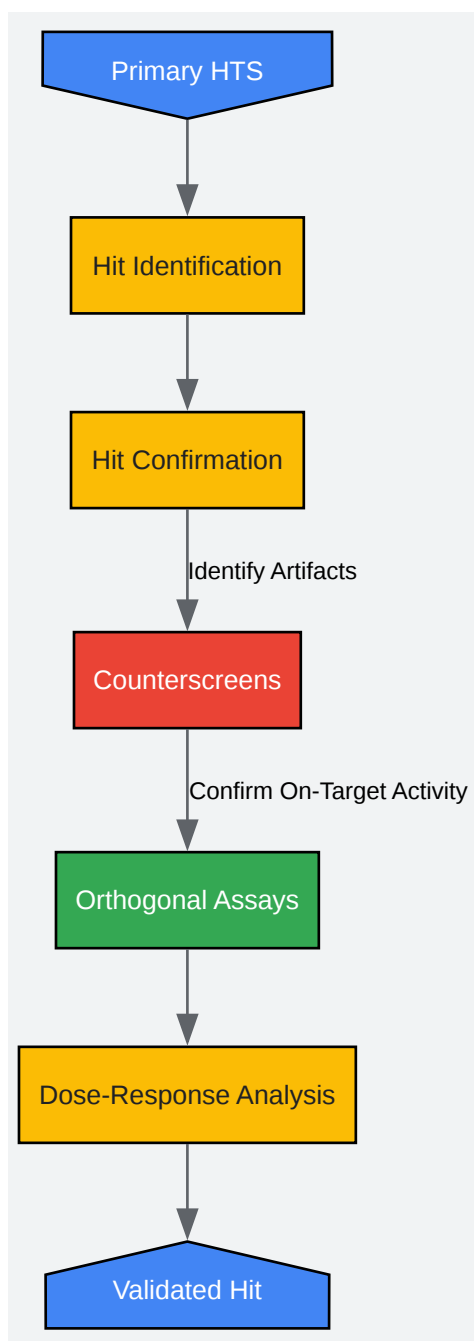 Primary HTS
Hit Identification
Hit Confirmation
Identify Artifacts
Counterscreens
Confirm On-Target Activity
Orthogonal Assays
Dose-Response Analysis
Validated Hit